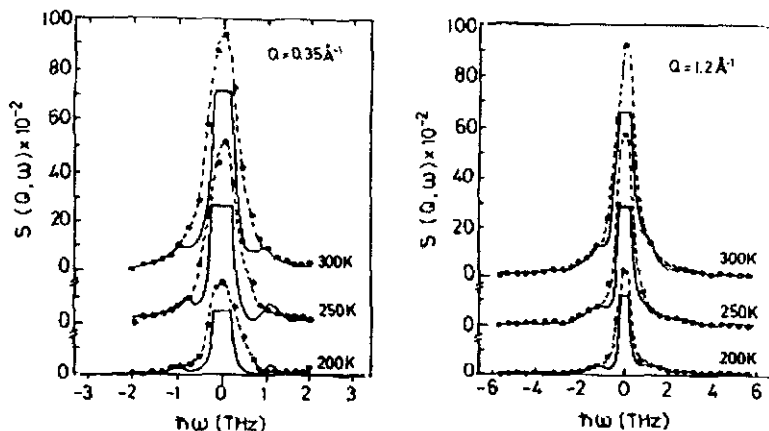 S (Q,ω) ×10⁻²
100
80
60
40
20
0
0
0
Q = 0.35 Å⁻¹
300K
250K
200K
-3 -2 -1 0 1 2 3
ħω (THz)
S (Q,ω) ×10⁻²
100
80
60
40
20
0
0
0
Q = 1.2 Å⁻¹
300K
250K
200K
-6 -4 -2 0 2 4 6
ħω (THz)